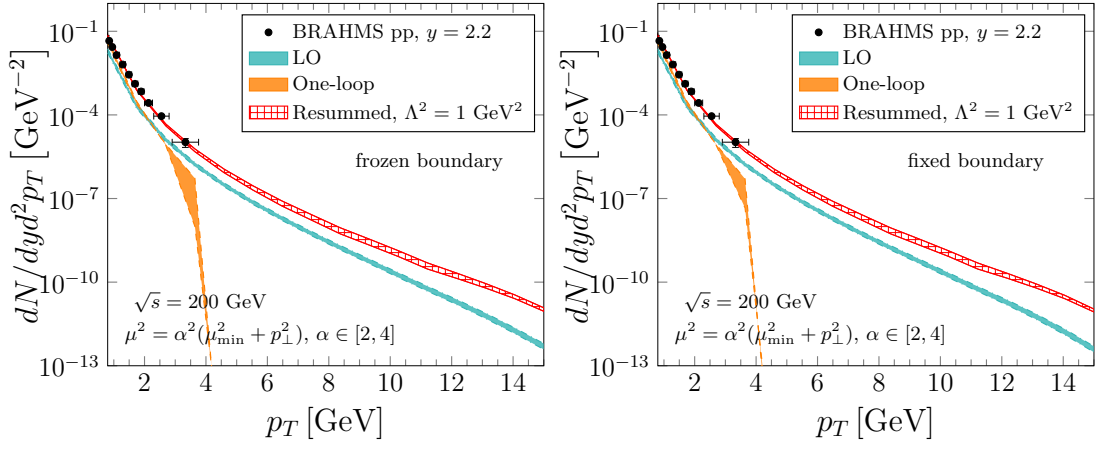 10⁻¹
10⁻⁴
10⁻⁷
10⁻¹⁰
10⁻¹³
dN/dyd²p_T [GeV⁻²]
BRAHMS pp, y = 2.2
LO
One-loop
Resummed, Λ² = 1 GeV²
frozen boundary
√s = 200 GeV
μ² = α²(μ²_min + p²_⊥), α ∈ [2, 4]
2 4 6 8 10 12 14
p_T [GeV]
10⁻¹
10⁻⁴
10⁻⁷
10⁻¹⁰
10⁻¹³
dN/dyd²p_T [GeV⁻²]
BRAHMS pp, y = 2.2
LO
One-loop
Resummed, Λ² = 1 GeV²
fixed boundary
√s = 200 GeV
μ² = α²(μ²_min + p²_⊥), α ∈ [2, 4]
2 4 6 8 10 12 14
p_T [GeV]